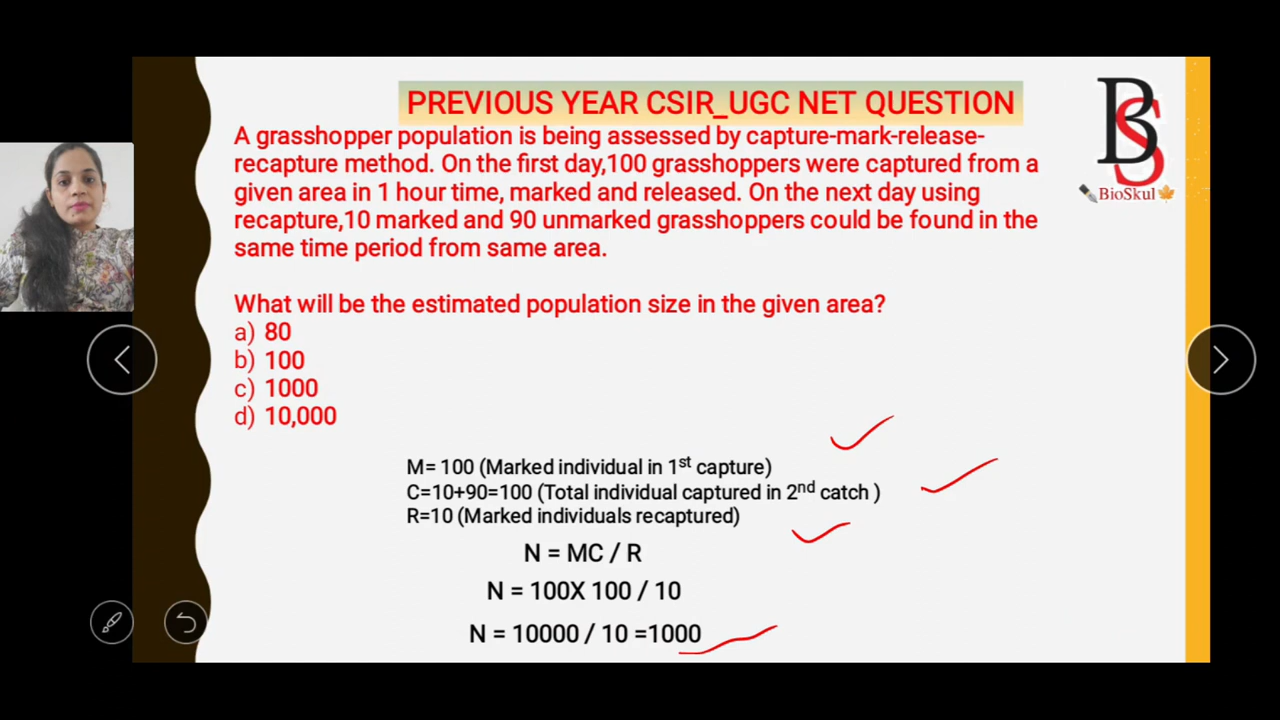 PREVIOUS YEAR CSIR_UGC NET QUESTION
A grasshopper population is being assessed by capture-mark-release-
recapture method. On the first day,100 grasshoppers were captured from a
given area in 1 hour time, marked and released. On the next day using
recapture,10 marked and 90 unmarked grasshoppers could be found in the
same time period from same area.
What will be the estimated population size in the given area?
a) 80
b) 100
c) 1000
d) 10,000
M= 100 (Marked individual in 1st capture)
C=10+90=100 (Total individual captured in 2nd catch )
R=10 (Marked individuals recaptured)
N = MC / R
N = 100X 100 / 10
N = 10000 / 10 =1000
BS
BioSkul